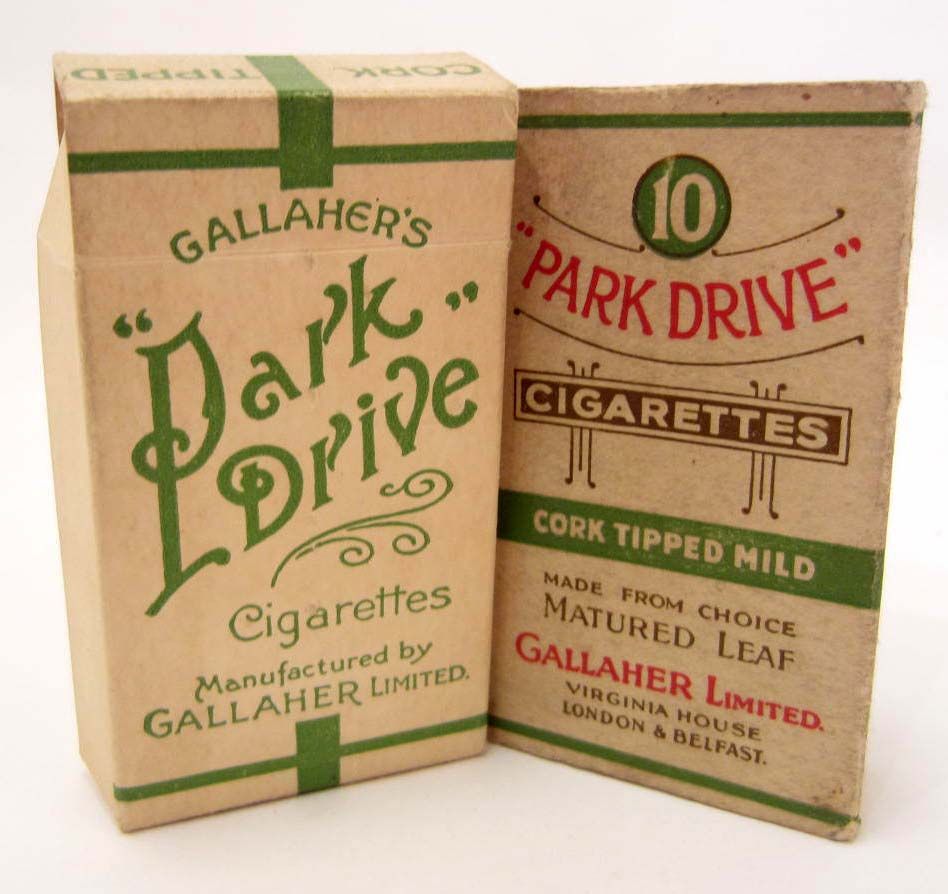 CORK TIPPED
GALLAHER'S
"Park"
Drive
Cigarettes
Manufactured by
GALLAHER LIMITED.
10
"PARK DRIVE"
CIGARETTES
CORK TIPPED MILD
MADE FROM CHOICE
MATURED LEAF
GALLAHER LIMITED.
VIRGINIA HOUSE
LONDON & BELFAST.